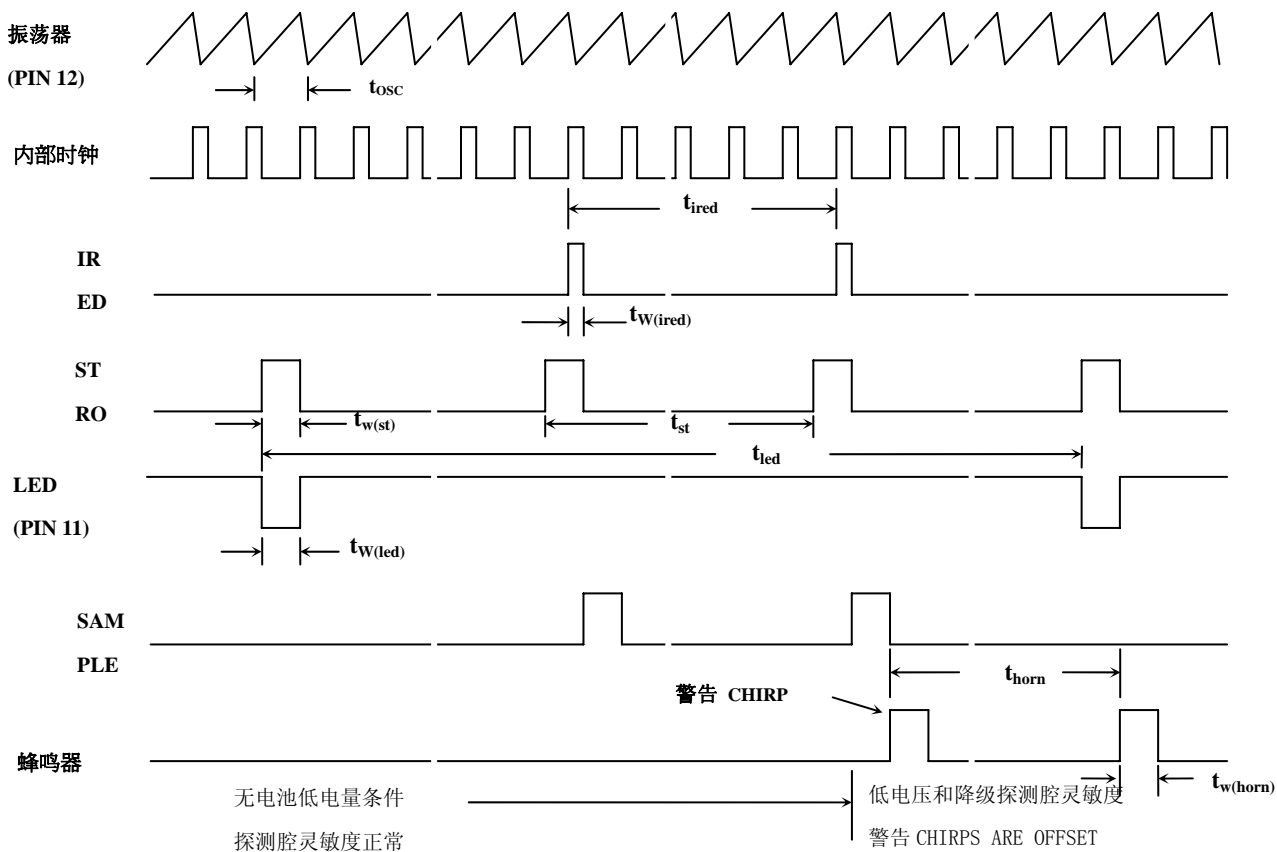 振荡器
(PIN 12)
tosc
内部时钟
tired
IR
ED
tW(ired)
ST
RO
tw(st)
tst
tled
LED
(PIN 11)
tW(led)
SAM
PLE
thorn
警告 CHIRP
蜂鸣器
tw(horn)
无电池低电量条件
探测腔灵敏度正常
低电压和降级探测腔灵敏度
警告 CHIRPS ARE OFFSET